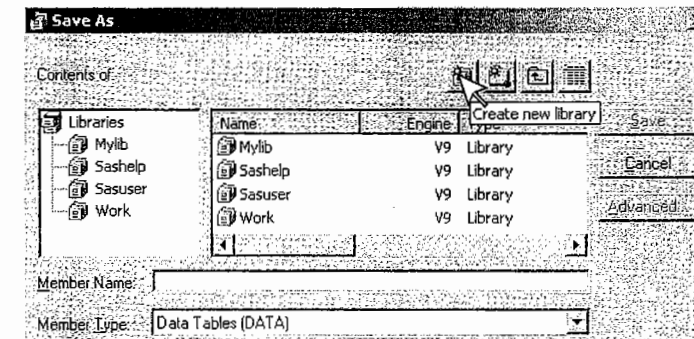 Save As
Contents of
Create new library
Libraries
Mylib
Sashelp
Sasuser
Work
Name Engine Type
Mylib V9 Library
Sashelp V9 Library
Sasuser V9 Library
Work V9 Library
Save
Cancel
Advanced...
Member Name:
Member Type: Data Tables (DATA)